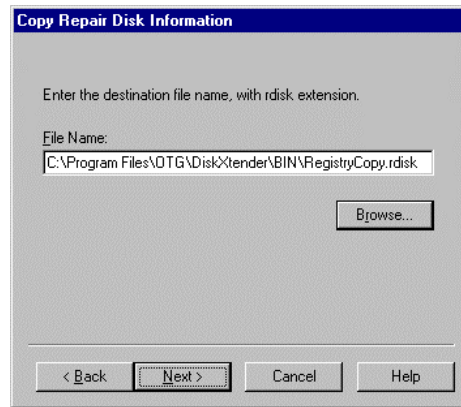 Copy Repair Disk Information
Enter the destination file name, with rdisk extension.
File Name:
C:\Program Files\OTG\DiskXtender\BIN\RegistryCopy.rdisk
Browse...
< Back Next > Cancel Help